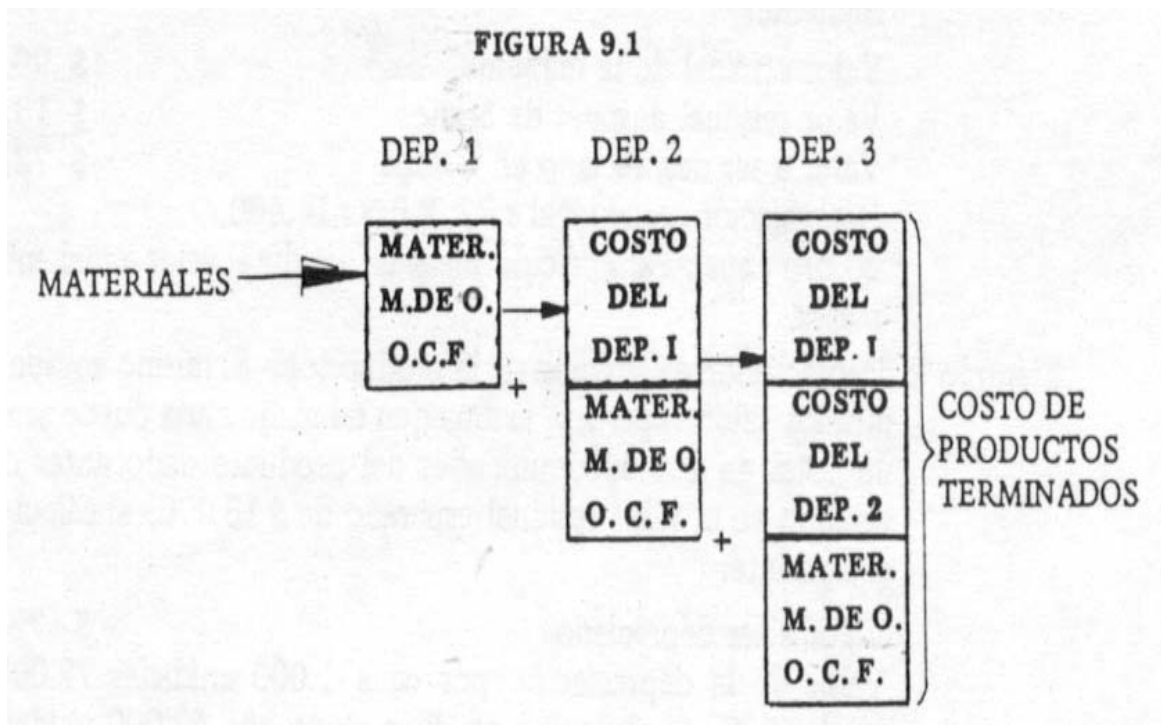 FIGURA 9.1
DEP. 1 DEP. 2 DEP. 3
MATERIALES
MATER.
M.DE O.
O.C.F.
+
COSTO
DEL
DEP. I
MATER.
M. DE O.
O. C. F.
+
COSTO
DEL
DEP. 1
COSTO
DEL
DEP. 2
MATER.
M. DE O.
O. C. F.
COSTO DE
PRODUCTOS
TERMINADOS